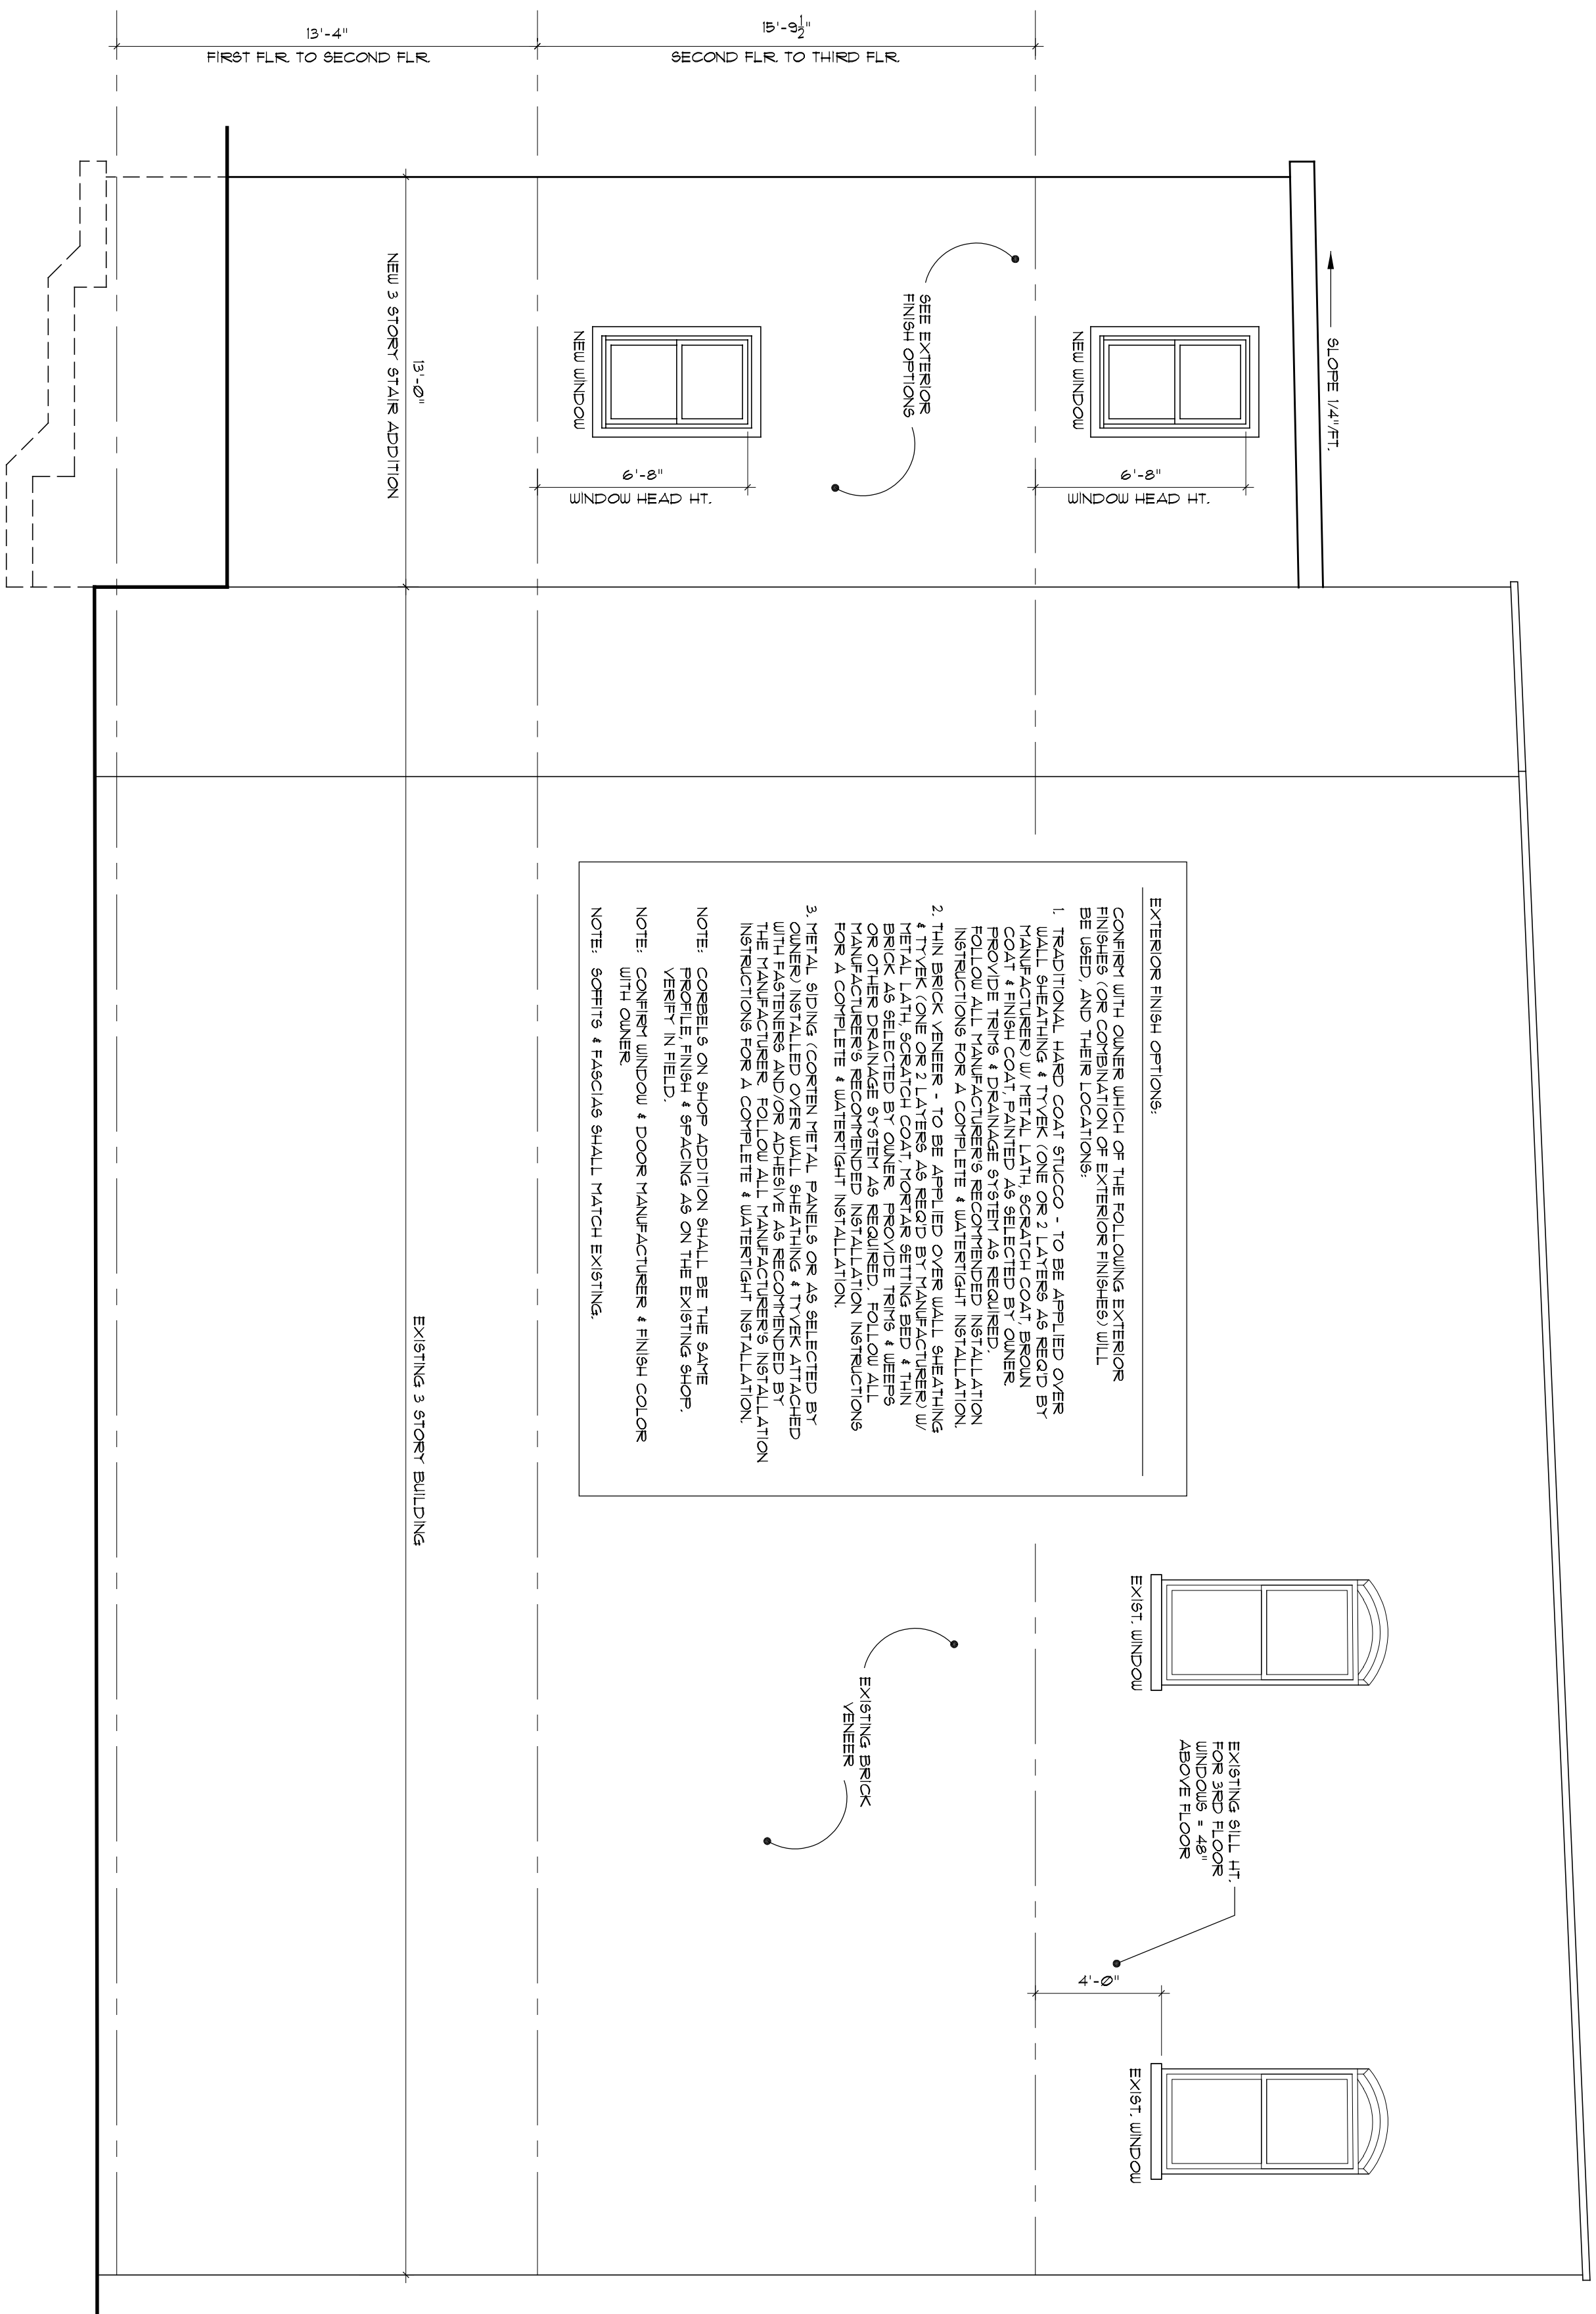 13'-4"
FIRST FLR. TO SECOND FLR.
15'-9 1/2"
SECOND FLR. TO THIRD FLR.
SLOPE 1/4"/FT.
NEW WINDOW
6'-8"
WINDOW HEAD HT.
SEE EXTERIOR
FINISH OPTIONS
NEW WINDOW
6'-8"
WINDOW HEAD HT.
13'-0"
NEW 3 STORY STAIR ADDITION
EXTERIOR FINISH OPTIONS:
CONFIRM WITH OWNER WHICH OF THE FOLLOWING EXTERIOR
FINISHES (OR COMBINATION OF EXTERIOR FINISHES) WILL
BE USED, AND THEIR LOCATIONS:
1. TRADITIONAL HARD COAT STUCCO - TO BE APPLIED OVER
WALL SHEATHING & TYVEK (ONE OR 2 LAYERS AS REQ'D BY
MANUFACTURER) W/ METAL LATH, SCRATCH COAT, BROWN
COAT & FINISH COAT, PAINTED AS SELECTED BY OWNER.
PROVIDE TRIMS & DRAINAGE SYSTEM AS REQUIRED.
FOLLOW ALL MANUFACTURER'S RECOMMENDED INSTALLATION
INSTRUCTIONS FOR A COMPLETE & WATERTIGHT INSTALLATION.
2. THIN BRICK VENEER - TO BE APPLIED OVER WALL SHEATHING
& TYVEK (ONE OR 2 LAYERS AS REQ'D BY MANUFACTURER) W/
METAL LATH, SCRATCH COAT, MORTAR SETTING BED & THIN
BRICK AS SELECTED BY OWNER. PROVIDE TRIMS & WEEPS
OR OTHER DRAINAGE SYSTEM AS REQUIRED. FOLLOW ALL
MANUFACTURER'S RECOMMENDED INSTALLATION INSTRUCTIONS
FOR A COMPLETE & WATERTIGHT INSTALLATION.
3. METAL SIDING (CORTEN METAL PANELS OR AS SELECTED BY
OWNER) INSTALLED OVER WALL SHEATHING & TYVEK ATTACHED
WITH FASTENERS AND/OR ADHESIVE AS RECOMMENDED BY
THE MANUFACTURER. FOLLOW ALL MANUFACTURER'S INSTALLATION
INSTRUCTIONS FOR A COMPLETE & WATERTIGHT INSTALLATION.
NOTE: CORBELS ON SHOP ADDITION SHALL BE THE SAME
PROFILE, FINISH & SPACING AS ON THE EXISTING SHOP.
VERIFY IN FIELD.
NOTE: CONFIRM WINDOW & DOOR MANUFACTURER & FINISH COLOR
WITH OWNER.
NOTE: SOFFITS & FASCIAS SHALL MATCH EXISTING.
EXISTING 3 STORY BUILDING
EXIST. WINDOW
EXISTING BRICK
VENEER
EXISTING SILL HT.
FOR 3RD FLOOR
WINDOWS = 48"
ABOVE FLOOR
4'-0"
EXIST. WINDOW